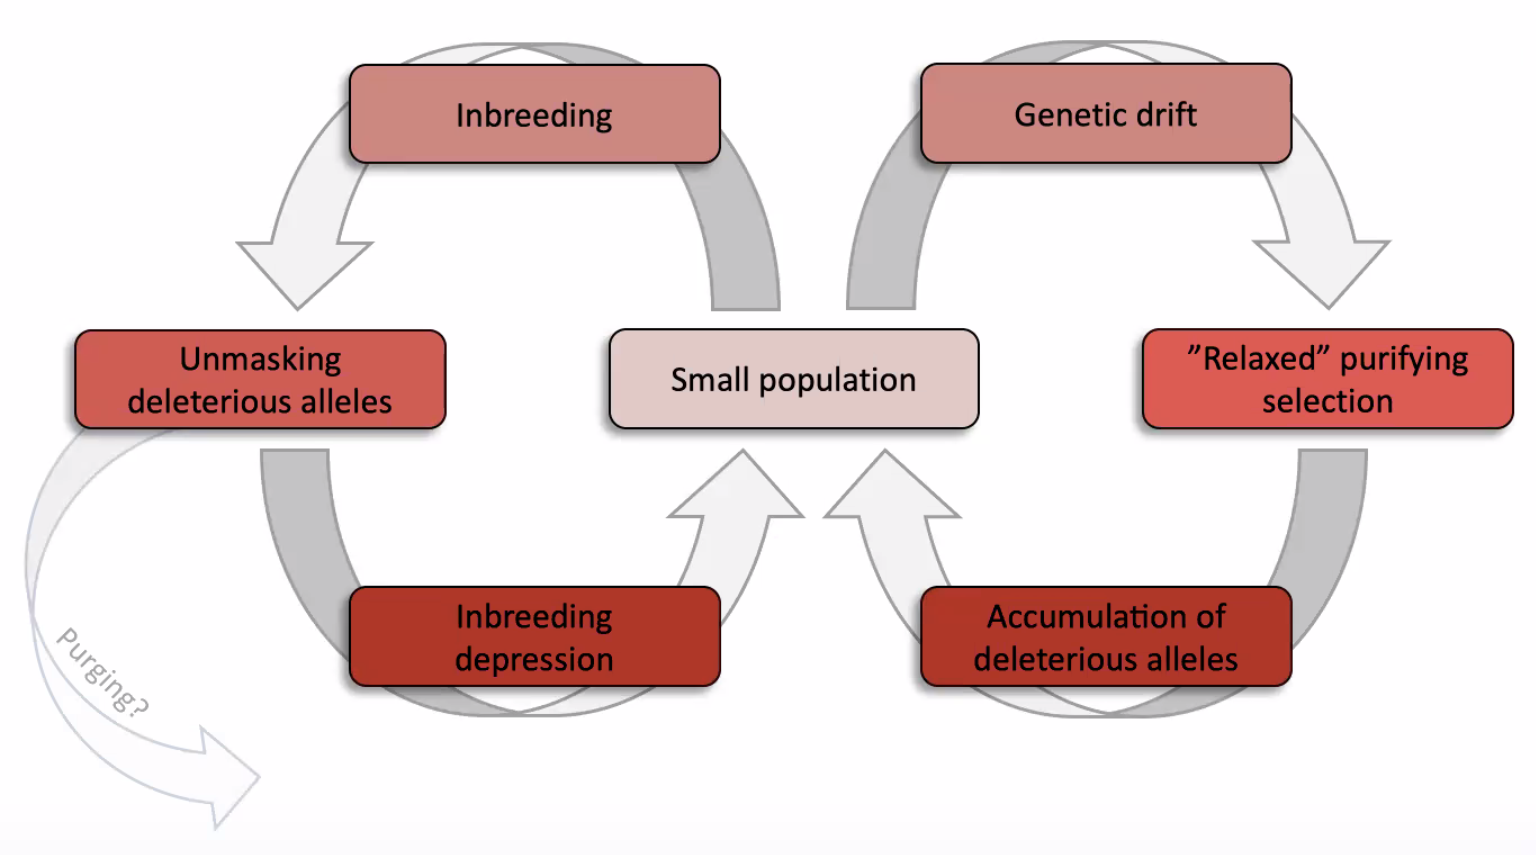 Inbreeding
Genetic drift
Unmasking
deleterious alleles
Small population
”Relaxed” purifying
selection
Purging?
Inbreeding
depression
Accumulation of
deleterious alleles